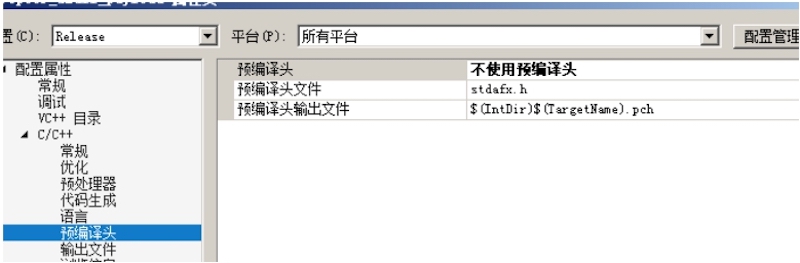 置(C): Release 平台(P): 所有平台 配置管理
配置属性
常规
调试
VC++ 目录
C/C++
常规
优化
预处理器
代码生成
语言
预编译头
输出文件
预编译头 不使用预编译头
预编译头文件 stdafx.h
预编译头输出文件 $(IntDir)$(TargetName).pch